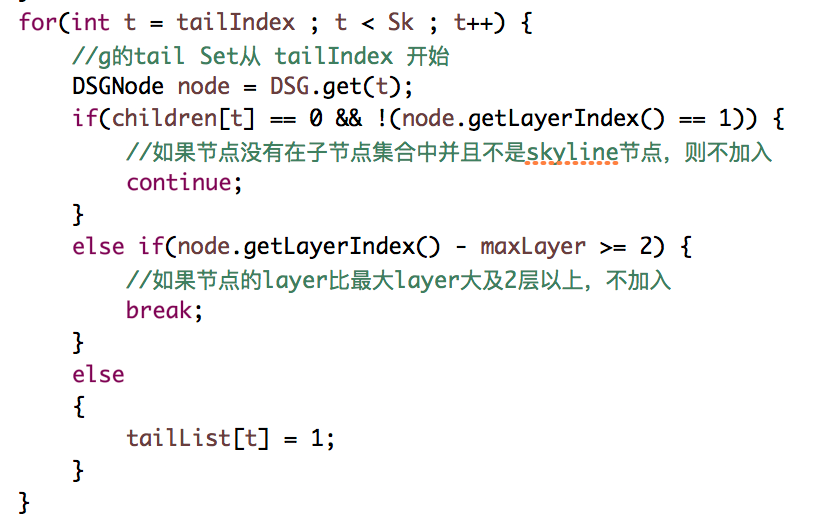 for(int t = tailIndex ; t < Sk ; t++) {
//g的tail Set从 tailIndex 开始
DSGNode node = DSG.get(t);
if(children[t] == 0 && !(node.getLayerIndex() == 1)) {
//如果节点没有在子节点集合中并且不是skyline节点，则不加入
continue;
}
else if(node.getLayerIndex() - maxLayer >= 2) {
//如果节点的layer比最大layer大及2层以上，不加入
break;
}
else
{
tailList[t] = 1;
}
}